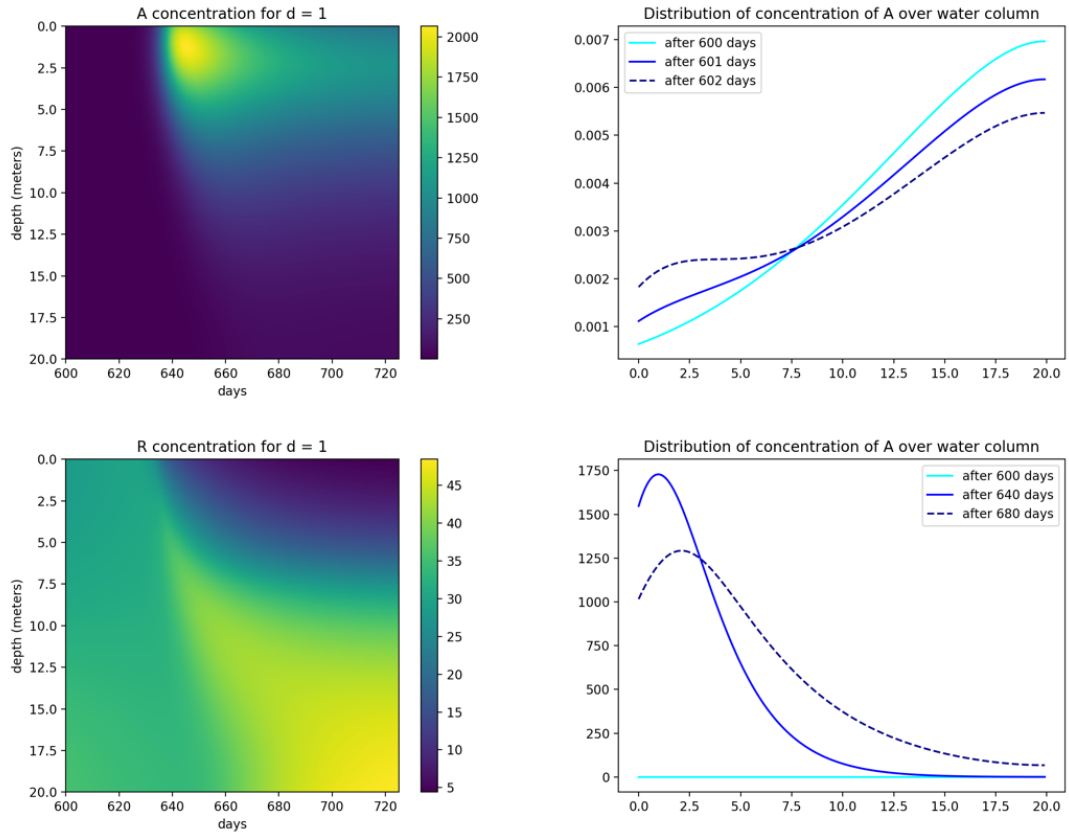 A concentration for d = 1
0.0
2.5
5.0
7.5
10.0
12.5
15.0
17.5
20.0
depth (meters)
600 620 640 660 680 700 720
days
2000
1750
1500
1250
1000
750
500
250
Distribution of concentration of A over water column
after 600 days
after 601 days
after 602 days
0.007
0.006
0.005
0.004
0.003
0.002
0.001
0.0 2.5 5.0 7.5 10.0 12.5 15.0 17.5 20.0
R concentration for d = 1
0.0
2.5
5.0
7.5
10.0
12.5
15.0
17.5
20.0
depth (meters)
600 620 640 660 680 700 720
days
45
40
35
30
25
20
15
10
5
Distribution of concentration of A over water column
after 600 days
after 640 days
after 680 days
1750
1500
1250
1000
750
500
250
0
0.0 2.5 5.0 7.5 10.0 12.5 15.0 17.5 20.0